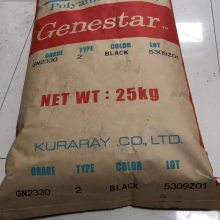 Genestar™
GRADE TYPE COLOR LOT
GN2330 2 BLACK 5309Z01
NET WT : 25kg
KURARAY .CO., LTD.
GRADE TYPE COLOR LOT
GN2330 2 BLACK 5309Z01